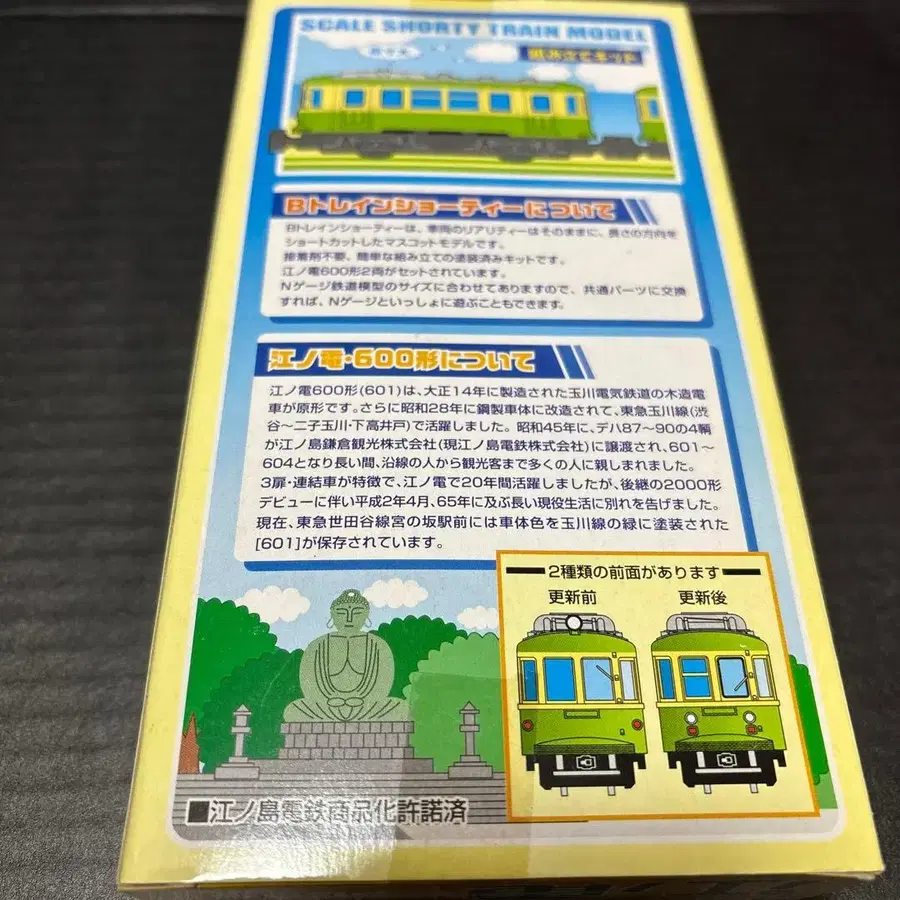 SCALE SHORTY TRAIN MODEL
組み立てキット
Bトレインショーティーについて
Bトレインショーティーは、車両のリアリティーはそのままに、長さの方向を
ショートカットしたマスコットモデルです。
接着剤不要、簡単な組み立ての塗装済みキットです。
江ノ電600形2両がセットされています。
Nゲージ鉄道模型のサイズに合わせてありますので、共通パーツに交換
すれば、Nゲージといっしょに遊ぶこともできます。
江ノ電・600形について
江ノ電600形(601)は、大正14年に製造された玉川電気鉄道の木造電
車が原形です。さらに昭和28年に鋼製車体に改造されて、東急玉川線(渋
谷〜二子玉川・下高井戸)で活躍しました。昭和45年に、デハ87〜90の4輌
が江ノ島鎌倉観光株式会社(現江ノ島電鉄株式会社)に譲渡され、601〜
604となり長い間、沿線の人から観光客まで多くの人に親しまれました。
3扉・連結車が特徴で、江ノ電で20年間活躍しましたが、後継の2000形
デビューに伴い平成2年4月、65年に及ぶ長い現役生活に別れを告げました。
現在、東急世田谷線宮の坂駅前には車体色を玉川線の緑に塗装された
[601]が保存されています。
2種類の前面があります
更新前 更新後
■江ノ島電鉄商品化許諾済